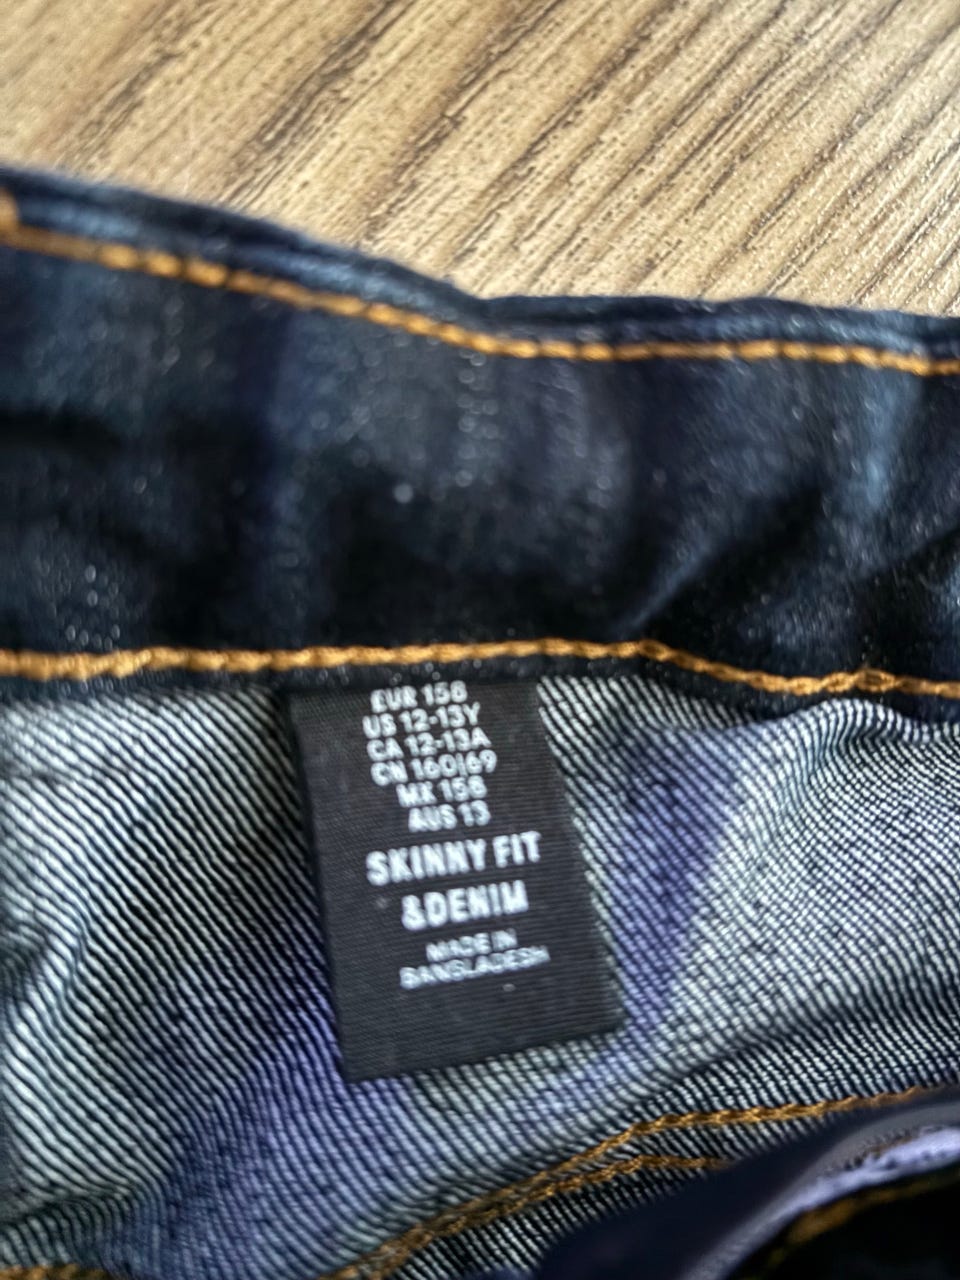 EUR 158
US 12-13Y
CA 12-13A
CN 160/69
MX 158
AUS 13
SKINNY FIT
&DENIM
MADE IN
BANGLADESH